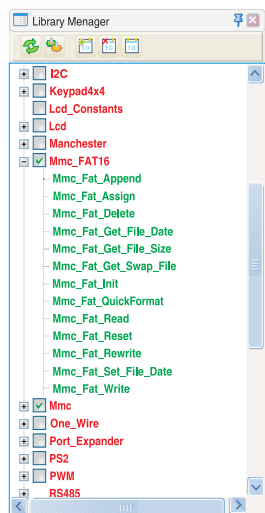 Library Menager
I2C
Keypad4x4
Lcd_Constants
Lcd
Manchester
Mmc_FAT16
Mmc_Fat_Append
Mmc_Fat_Assign
Mmc_Fat_Delete
Mmc_Fat_Get_File_Date
Mmc_Fat_Get_File_Size
Mmc_Fat_Get_Swap_File
Mmc_Fat_Init
Mmc_Fat_QuickFormat
Mmc_Fat_Read
Mmc_Fat_Reset
Mmc_Fat_Rewrite
Mmc_Fat_Set_File_Date
Mmc_Fat_Write
Mmc
One_Wire
Port_Expander
PS2
PWM
RS485